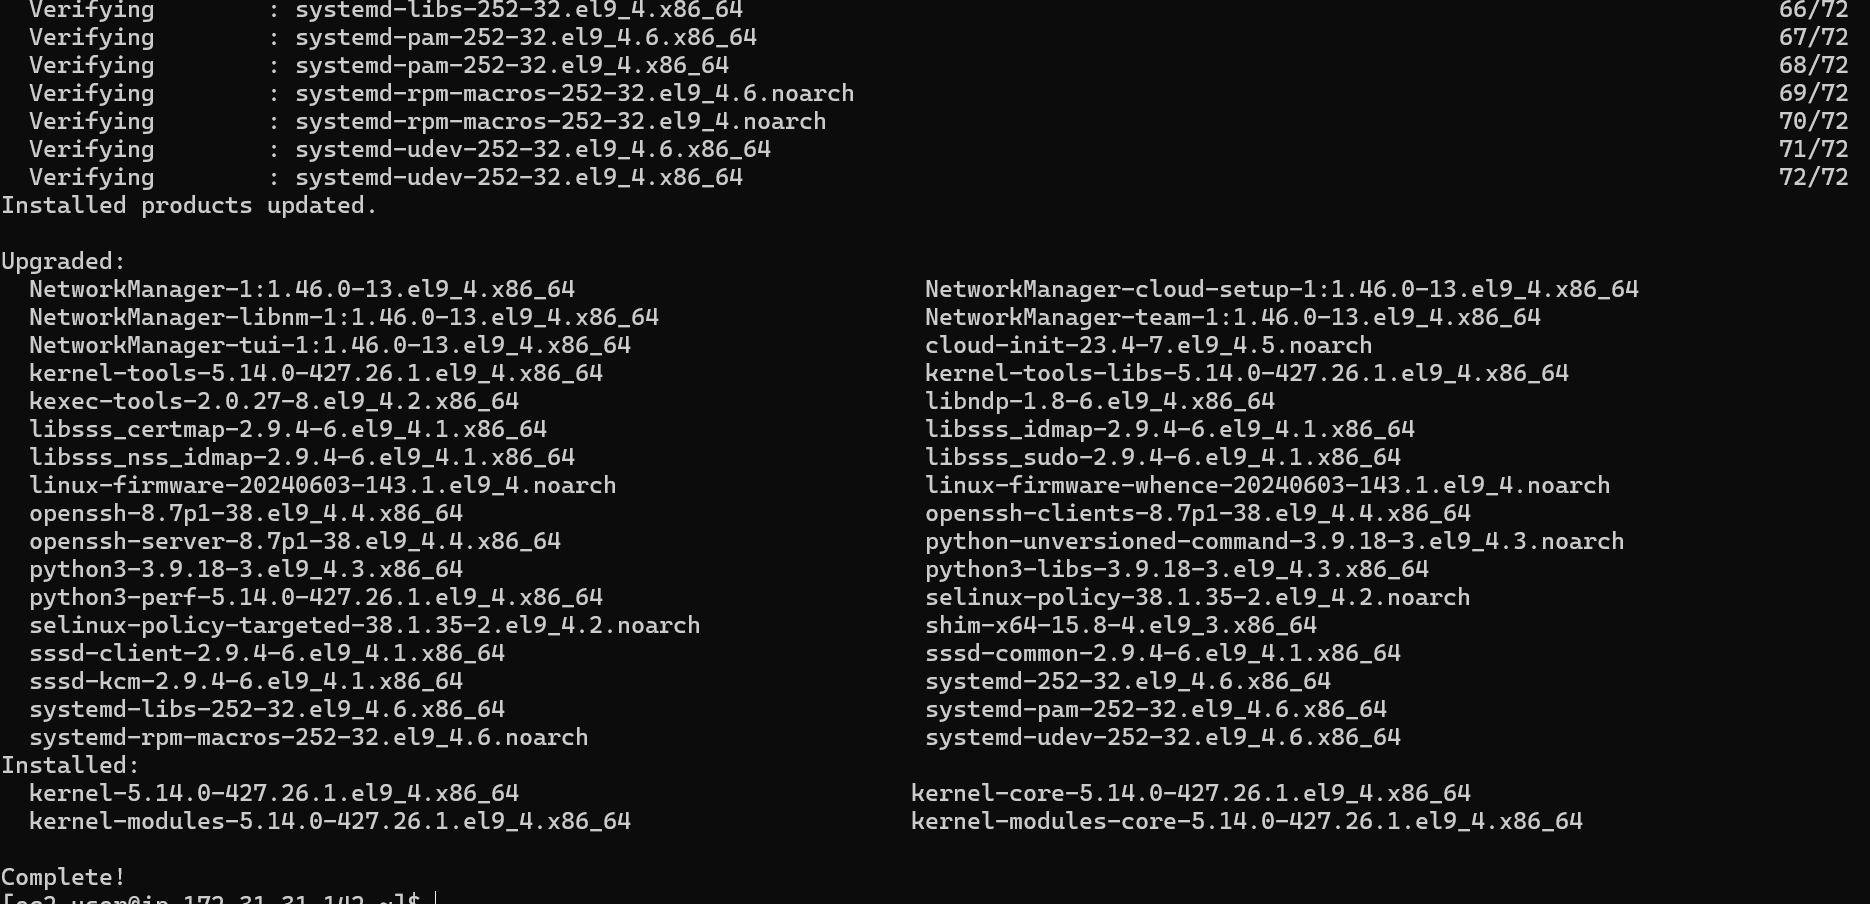 Verifying : systemd-libs-252-32.el9_4.x86_64 66/72
Verifying : systemd-pam-252-32.el9_4.6.x86_64 67/72
Verifying : systemd-pam-252-32.el9_4.x86_64 68/72
Verifying : systemd-rpm-macros-252-32.el9_4.6.noarch 69/72
Verifying : systemd-rpm-macros-252-32.el9_4.noarch 70/72
Verifying : systemd-udev-252-32.el9_4.6.x86_64 71/72
Verifying : systemd-udev-252-32.el9_4.x86_64 72/72
Installed products updated.
Upgraded:
NetworkManager-1:1.46.0-13.el9_4.x86_64 NetworkManager-cloud-setup-1:1.46.0-13.el9_4.x86_64
NetworkManager-libnm-1:1.46.0-13.el9_4.x86_64 NetworkManager-team-1:1.46.0-13.el9_4.x86_64
NetworkManager-tui-1:1.46.0-13.el9_4.x86_64 cloud-init-23.4-7.el9_4.5.noarch
kernel-tools-5.14.0-427.26.1.el9_4.x86_64 kernel-tools-libs-5.14.0-427.26.1.el9_4.x86_64
kexec-tools-2.0.27-8.el9_4.2.x86_64 libndp-1.8-6.el9_4.x86_64
libsss_certmap-2.9.4-6.el9_4.1.x86_64 libsss_idmap-2.9.4-6.el9_4.1.x86_64
libsss_nss_idmap-2.9.4-6.el9_4.1.x86_64 libsss_sudo-2.9.4-6.el9_4.1.x86_64
linux-firmware-20240603-143.1.el9_4.noarch linux-firmware-whence-20240603-143.1.el9_4.noarch
openssh-8.7p1-38.el9_4.4.x86_64 openssh-clients-8.7p1-38.el9_4.4.x86_64
openssh-server-8.7p1-38.el9_4.4.x86_64 python-unversioned-command-3.9.18-3.el9_4.3.noarch
python3-3.9.18-3.el9_4.3.x86_64 python3-libs-3.9.18-3.el9_4.3.x86_64
python3-perf-5.14.0-427.26.1.el9_4.x86_64 selinux-policy-38.1.35-2.el9_4.2.noarch
selinux-policy-targeted-38.1.35-2.el9_4.2.noarch shim-x64-15.8-4.el9_3.x86_64
sssd-client-2.9.4-6.el9_4.1.x86_64 sssd-common-2.9.4-6.el9_4.1.x86_64
sssd-kcm-2.9.4-6.el9_4.1.x86_64 systemd-252-32.el9_4.6.x86_64
systemd-libs-252-32.el9_4.6.x86_64 systemd-pam-252-32.el9_4.6.x86_64
systemd-rpm-macros-252-32.el9_4.6.noarch systemd-udev-252-32.el9_4.6.x86_64
Installed:
kernel-5.14.0-427.26.1.el9_4.x86_64 kernel-core-5.14.0-427.26.1.el9_4.x86_64
kernel-modules-5.14.0-427.26.1.el9_4.x86_64 kernel-modules-core-5.14.0-427.26.1.el9_4.x86_64
Complete!
[ec2-user@ip-172-31-31-142 ~]$